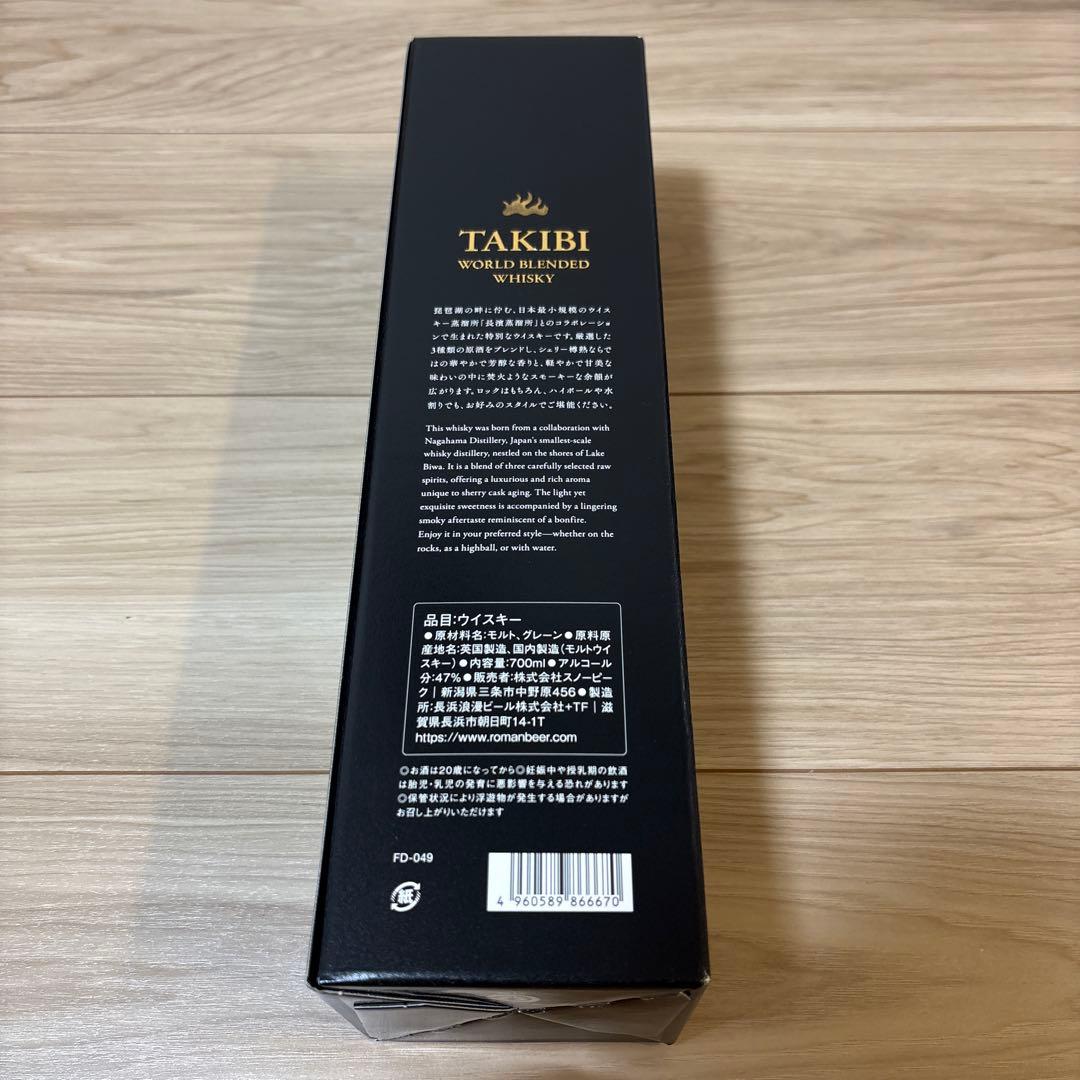 TAKIBI
WORLD BLENDED
WHISKY
琵琶湖の畔に佇む、日本最小規模のウイス
キー蒸溜所「長濱蒸溜所」とのコラボレーショ
ンで生まれた特別なウイスキーです。厳選した
3種類の原酒をブレンドし、シェリー樽熟ならで
はの華やかで芳醇な香りと、軽やかで甘美な
味わいの中に焚火ようなスモーキーな余韻が
広がります。ロックはもちろん、ハイボールや水
割りでも、お好みのスタイルでご堪能ください。
This whisky was born from a collaboration with
Nagahama Distillery, Japan's smallest-scale
whisky distillery, nestled on the shores of Lake
Biwa. It is a blend of three carefully selected raw
spirits, offering a luxurious and rich aroma
unique to sherry cask aging. The light yet
exquisite sweetness is accompanied by a lingering
smoky aftertaste reminiscent of a bonfire.
Enjoy it in your preferred style—whether on the
rocks, as a highball, or with water.
品目:ウイスキー
●原材料名:モルト、グレーン●原料原
産地名:英国製造、国内製造(モルトウイ
スキー)●内容量:700ml●アルコール
分:47%●販売者:株式会社スノーピー
ク|新潟県三条市中野原456●製造
所:長浜浪漫ビール株式会社+TF|滋
賀県長浜市朝日町14-1T
https://www.romanbeer.com
◎お酒は20歳になってから◎妊娠中や授乳期の飲酒
は胎児・乳児の発育に悪影響を与える恐れがあります
◎保管状況により浮遊物が発生する場合がありますが
お召し上がりいただけます
FD-049
紙
4 960589 866670